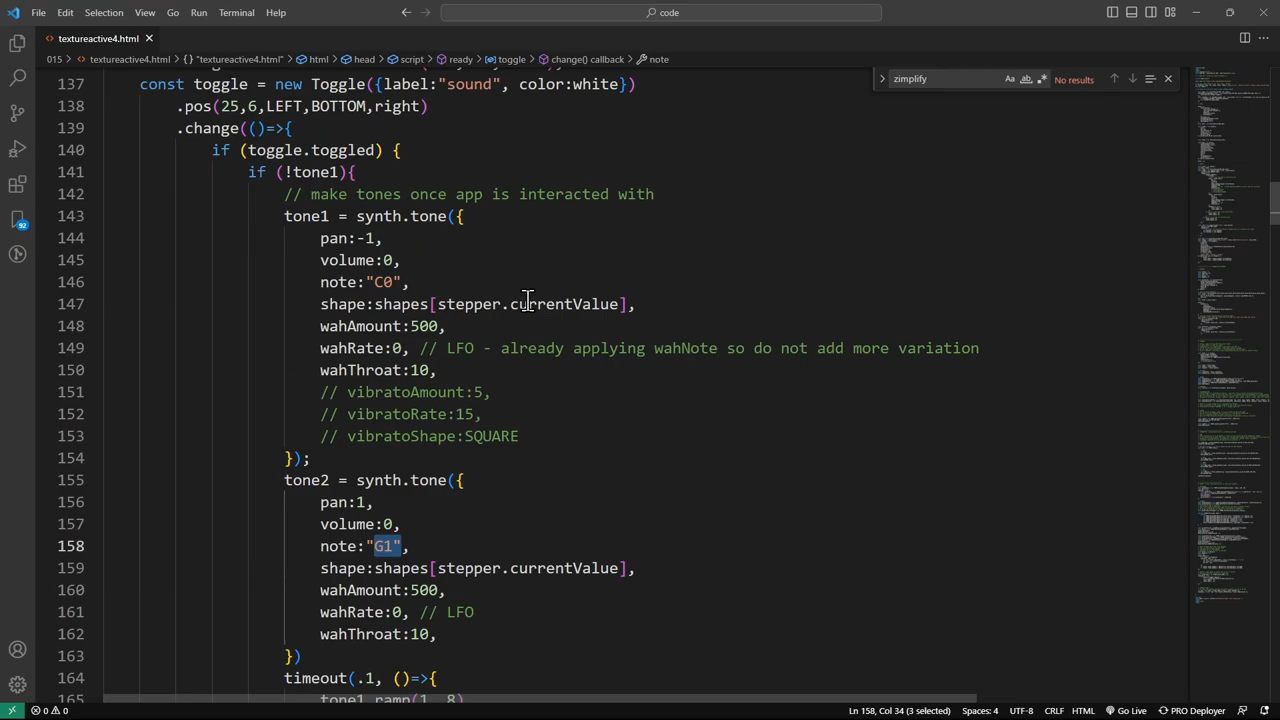 File Edit Selection View Go Run Terminal Help
code
textureactive4.html
015 > textureactive4.html > {} "textureactive4.html" > html > head > script > ready > toggle > change() callback > note
zimplify
Aa ab .* No results
137 const toggle = new Toggle({label:"sound" color:white})
138 .pos(25,6,LEFT,BOTTOM,right)
139 .change(()=>{
140 if (toggle.toggled) {
141 if (!tone1){
142 // make tones once app is interacted with
143 tone1 = synth.tone({
144 pan:-1,
145 volume:0,
146 note:"C0",
147 shape:shapes[stepper.currentValue],
148 wahAmount:500,
149 wahRate:0, // LFO - already applying wahNote so do not add more variation
150 wahThroat:10,
151 // vibratoAmount:5,
152 // vibratoRate:15,
153 // vibratoShape:SQUARE
154 });
155 tone2 = synth.tone({
156 pan:1,
157 volume:0,
158 note:"G1",
159 shape:shapes[stepper.currentValue],
160 wahAmount:500,
161 wahRate:0, // LFO
162 wahThroat:10,
163 })
164 timeout(.1, ()=>{
165 tone1.ramp(1, 8)
92
0 0
Ln 158, Col 34 (3 selected) Spaces: 4 UTF-8 CRLF HTML Go Live PRO Deployer